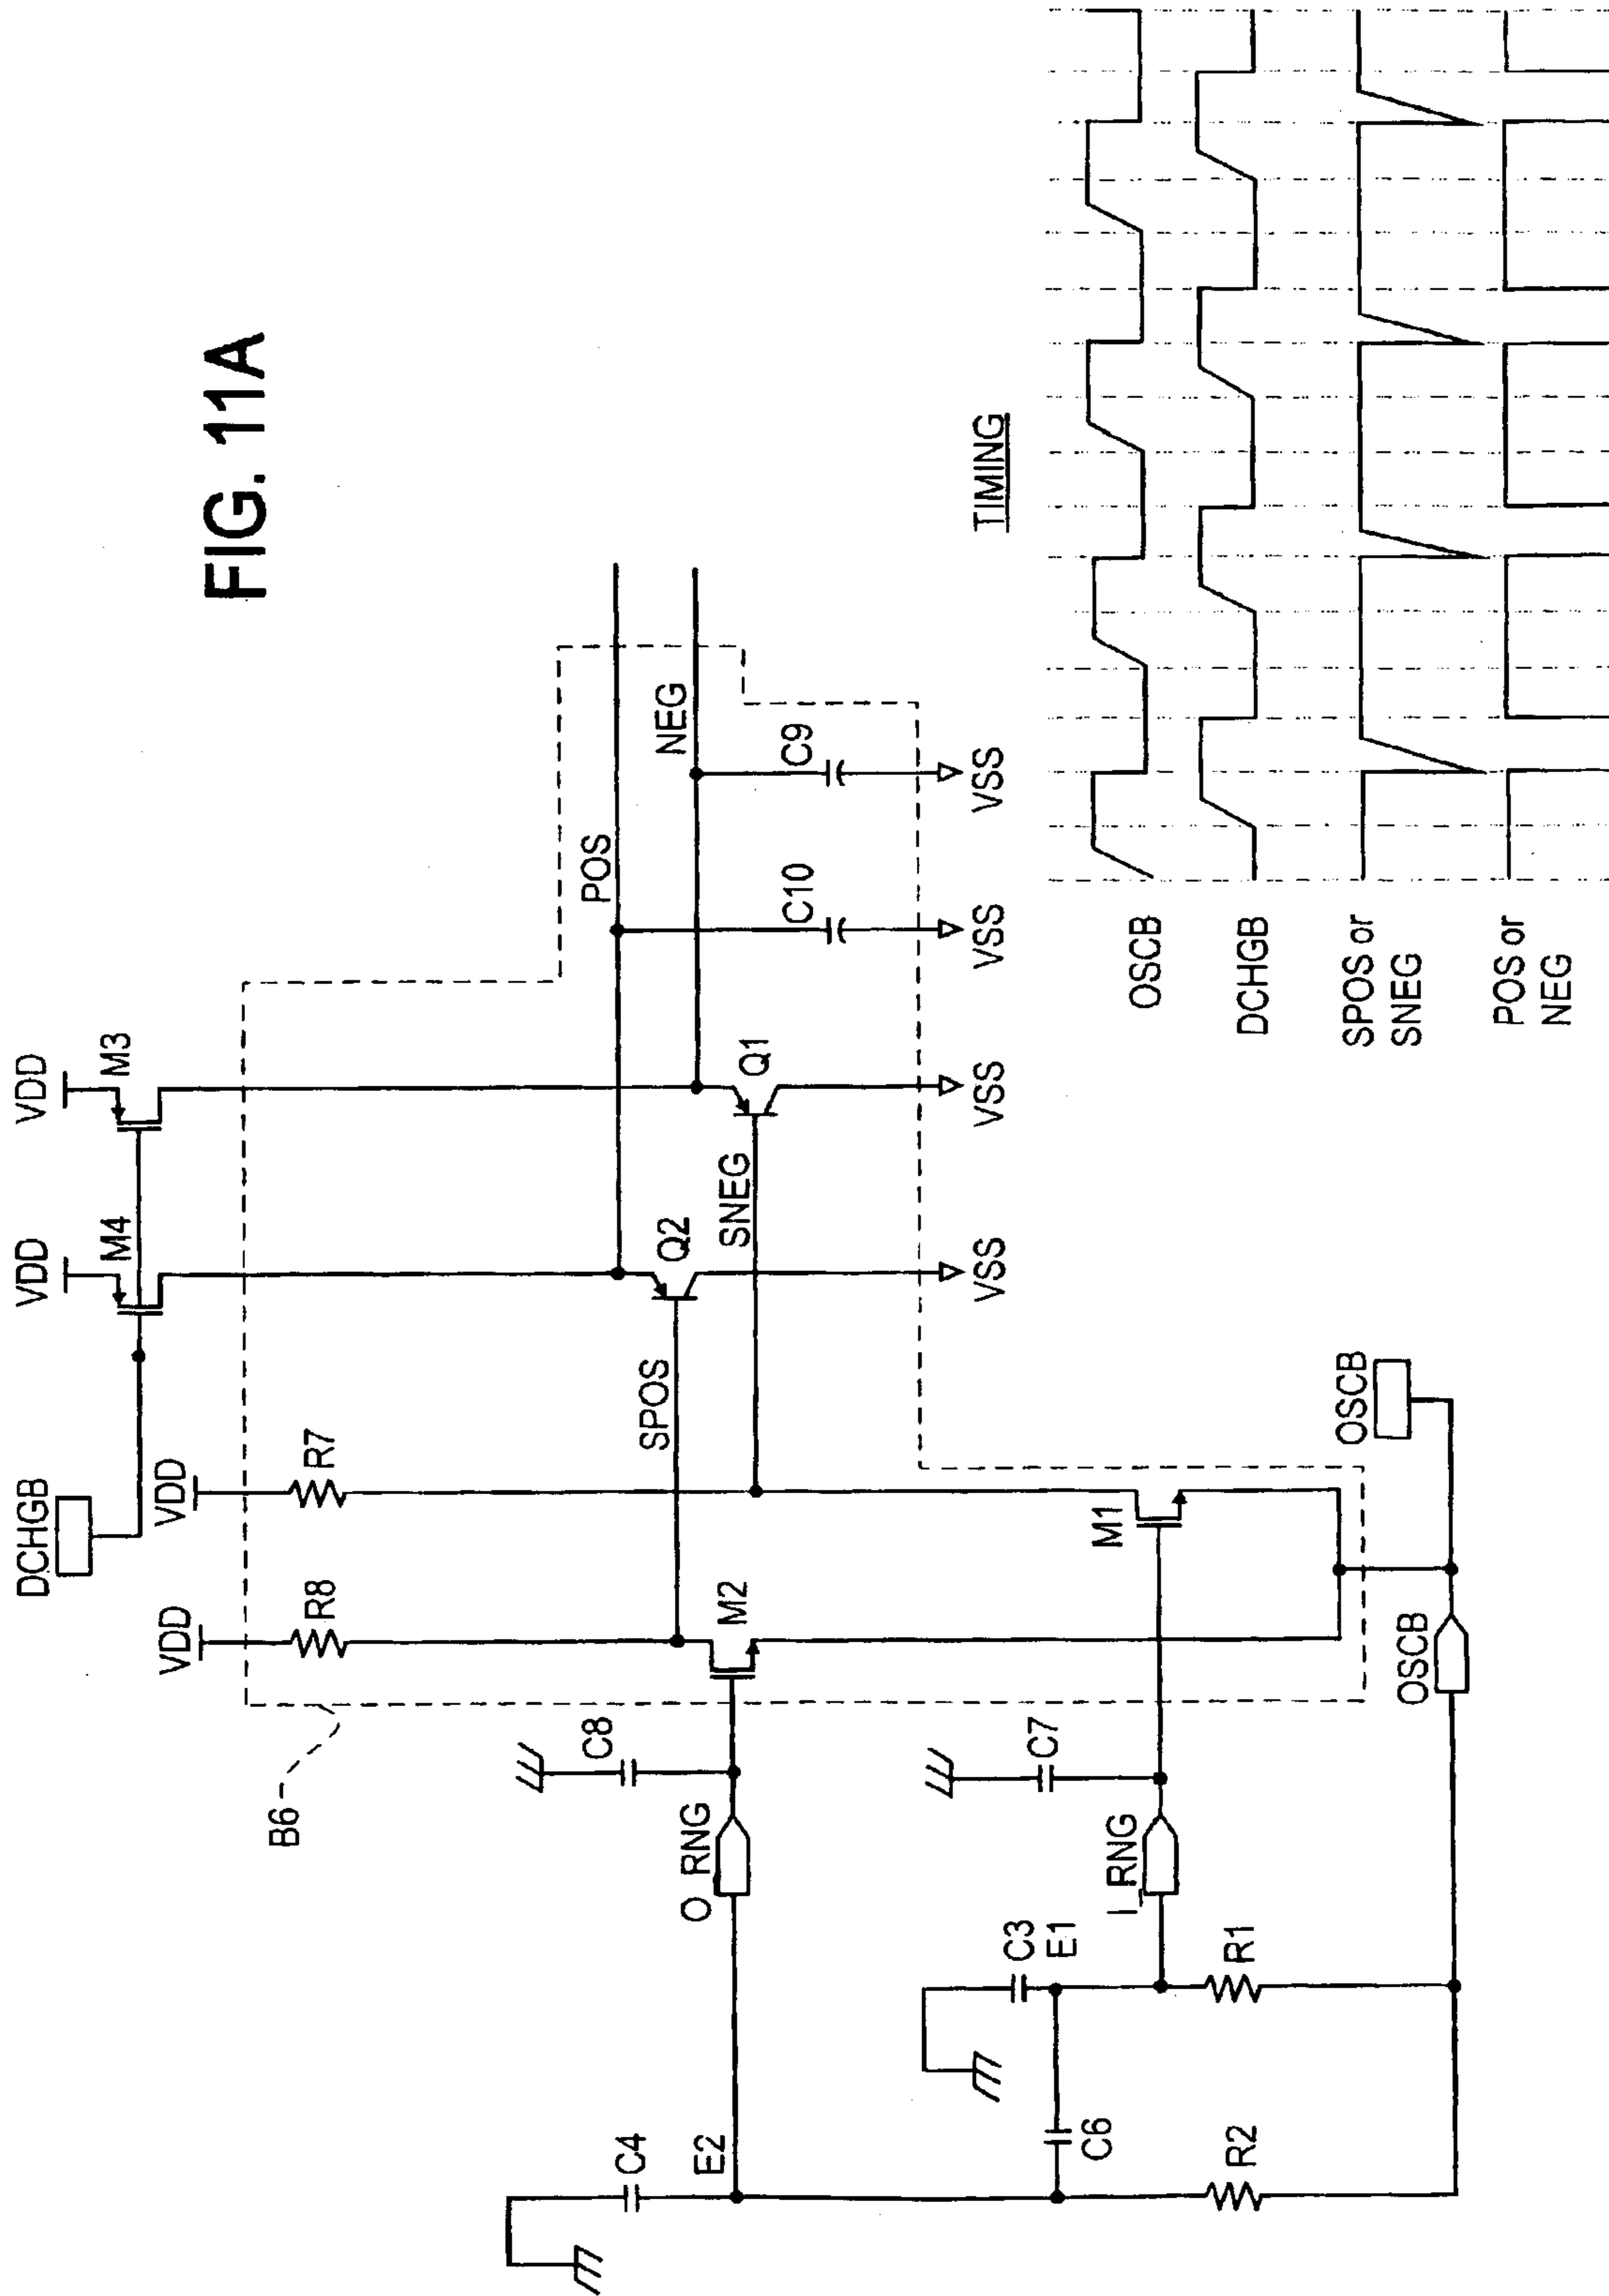 FIG. 11A
DCHGB
VDD
VDD
VDD
VDD
M4
M3
R8
R7
B6
POS
NEG
SPOS
SNEG
Q2
Q1
C10
C9
M2
M1
VSS
VSS
VSS
VSS
C8
C7
O_RNG
I_RNG
C4
E2
C3
E1
C6
R2
R1
OSCB
OSCB
TIMING
OSCB
DCHGB
SPOS or
SNEG
POS or
NEG